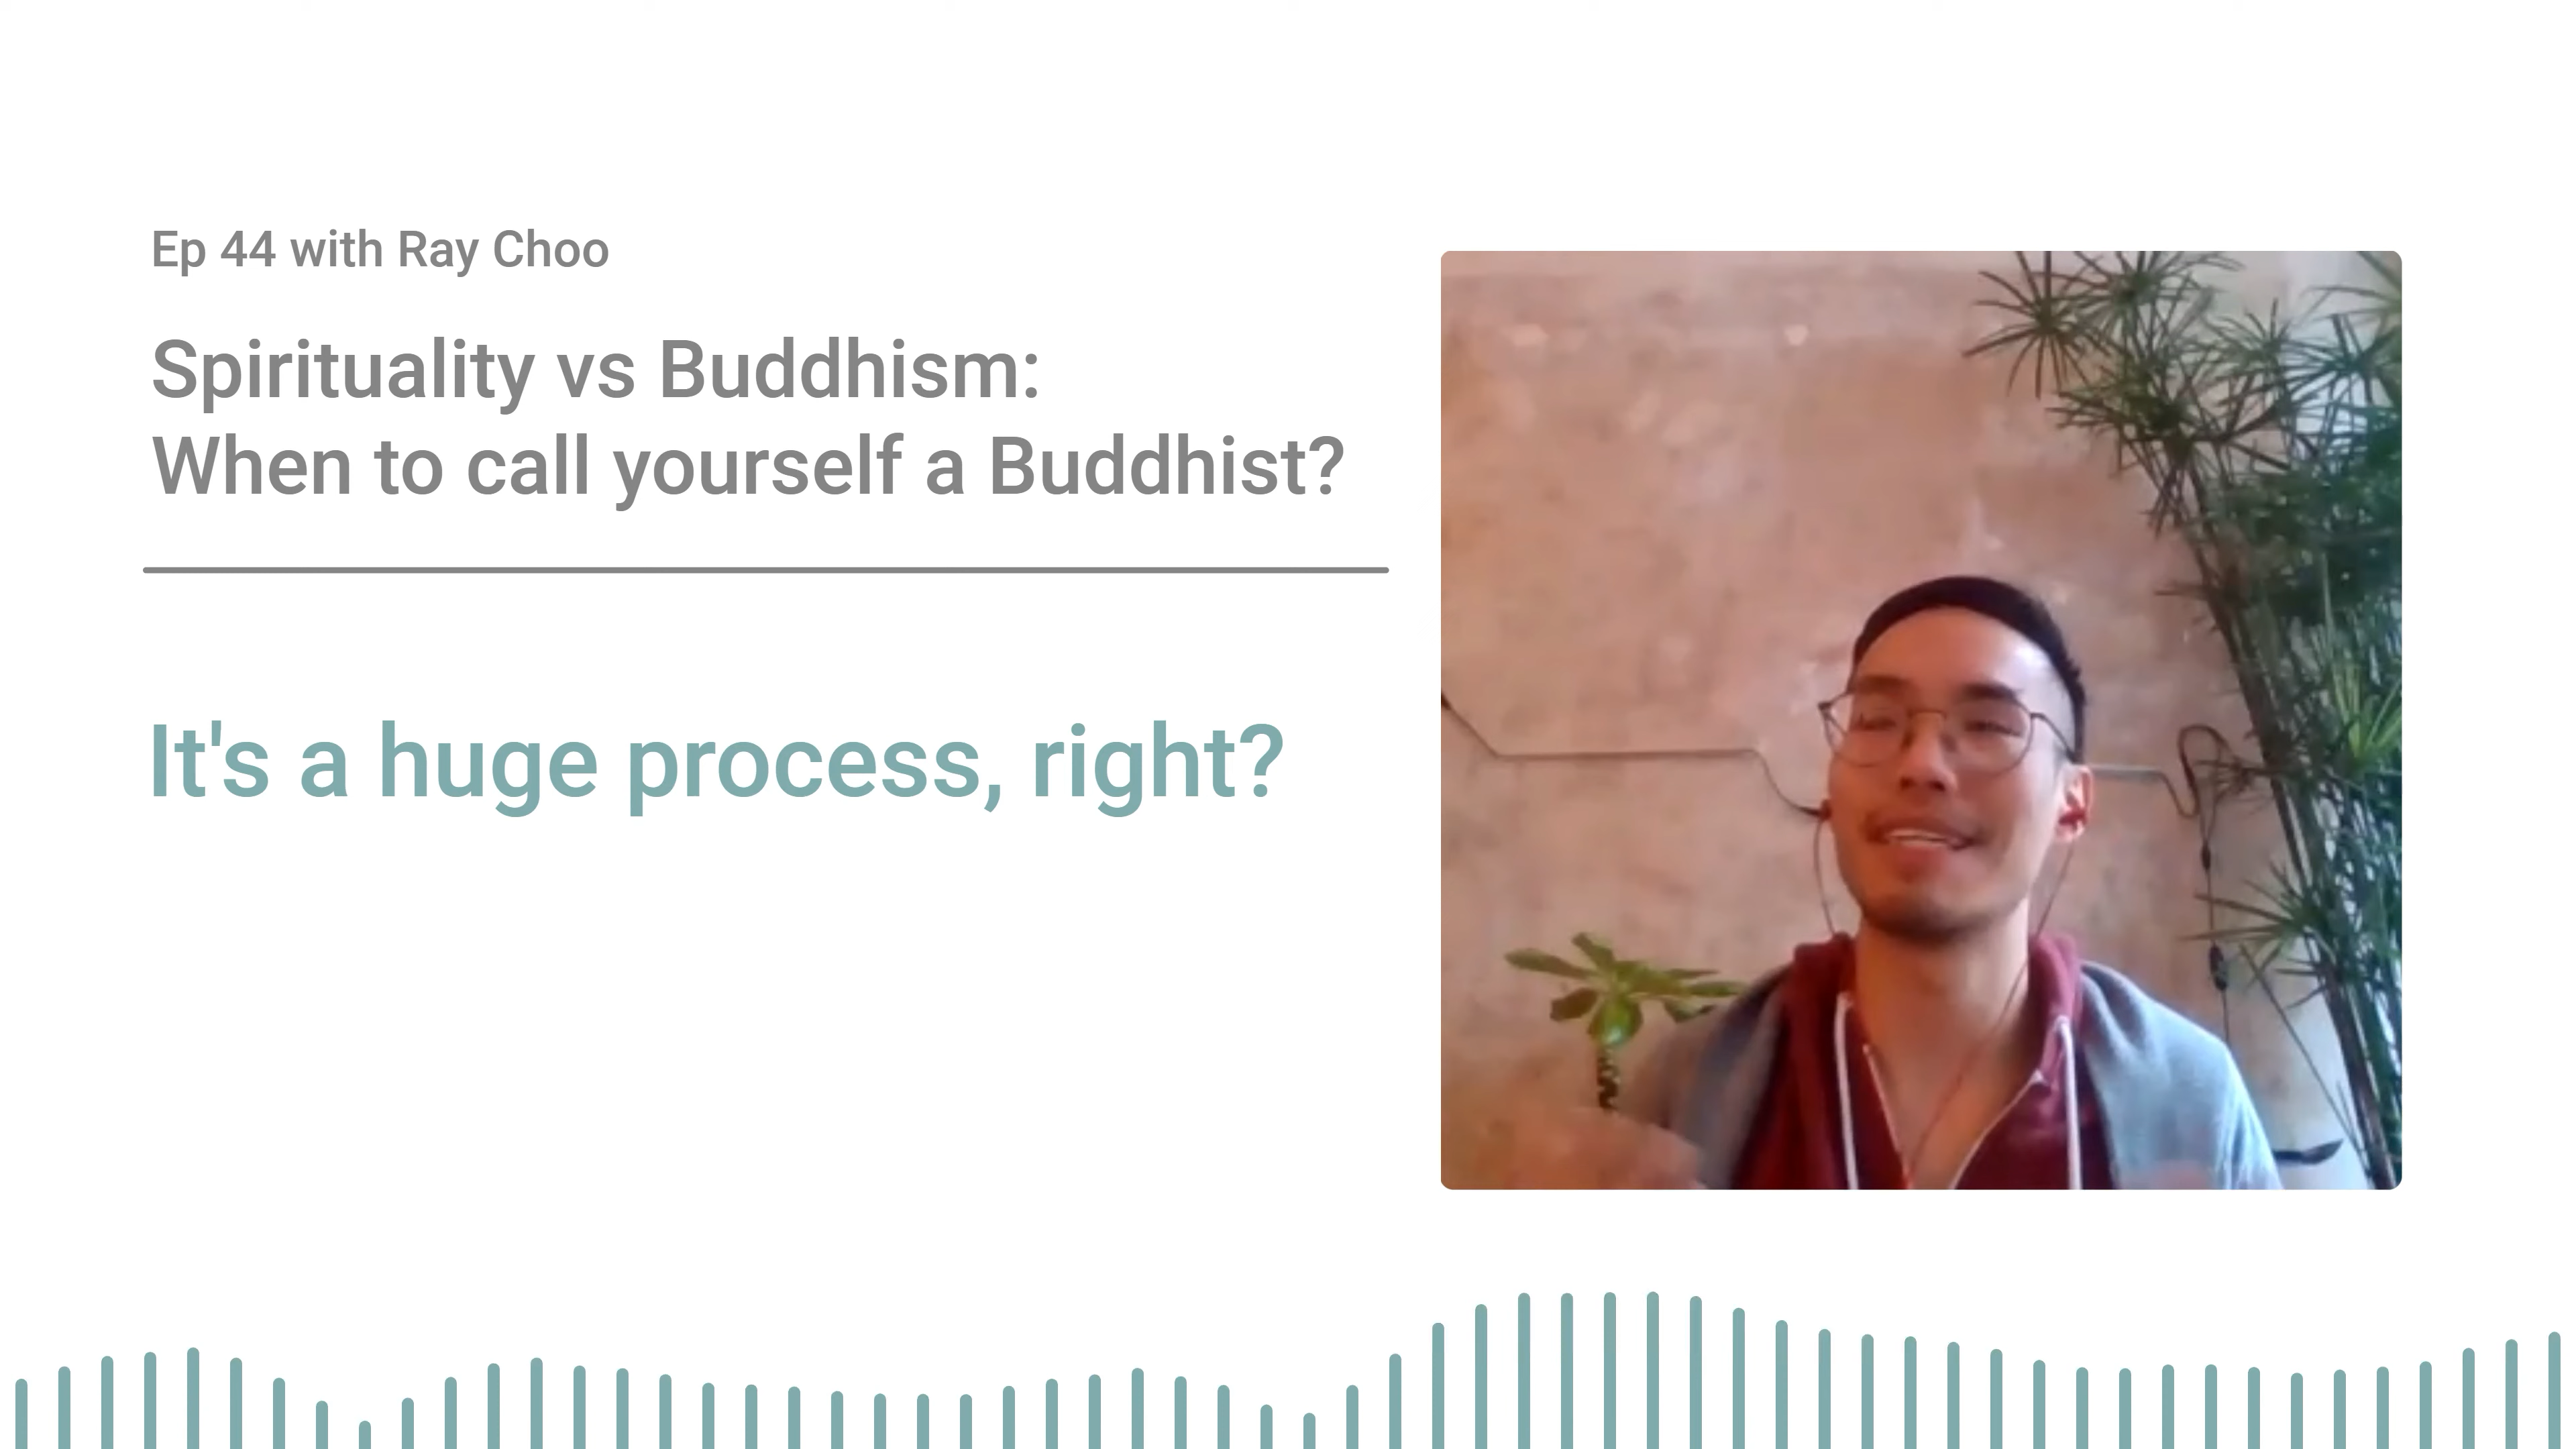 Ep 44 with Ray Choo
Spirituality vs Buddhism:
When to call yourself a Buddhist?
It's a huge process, right?